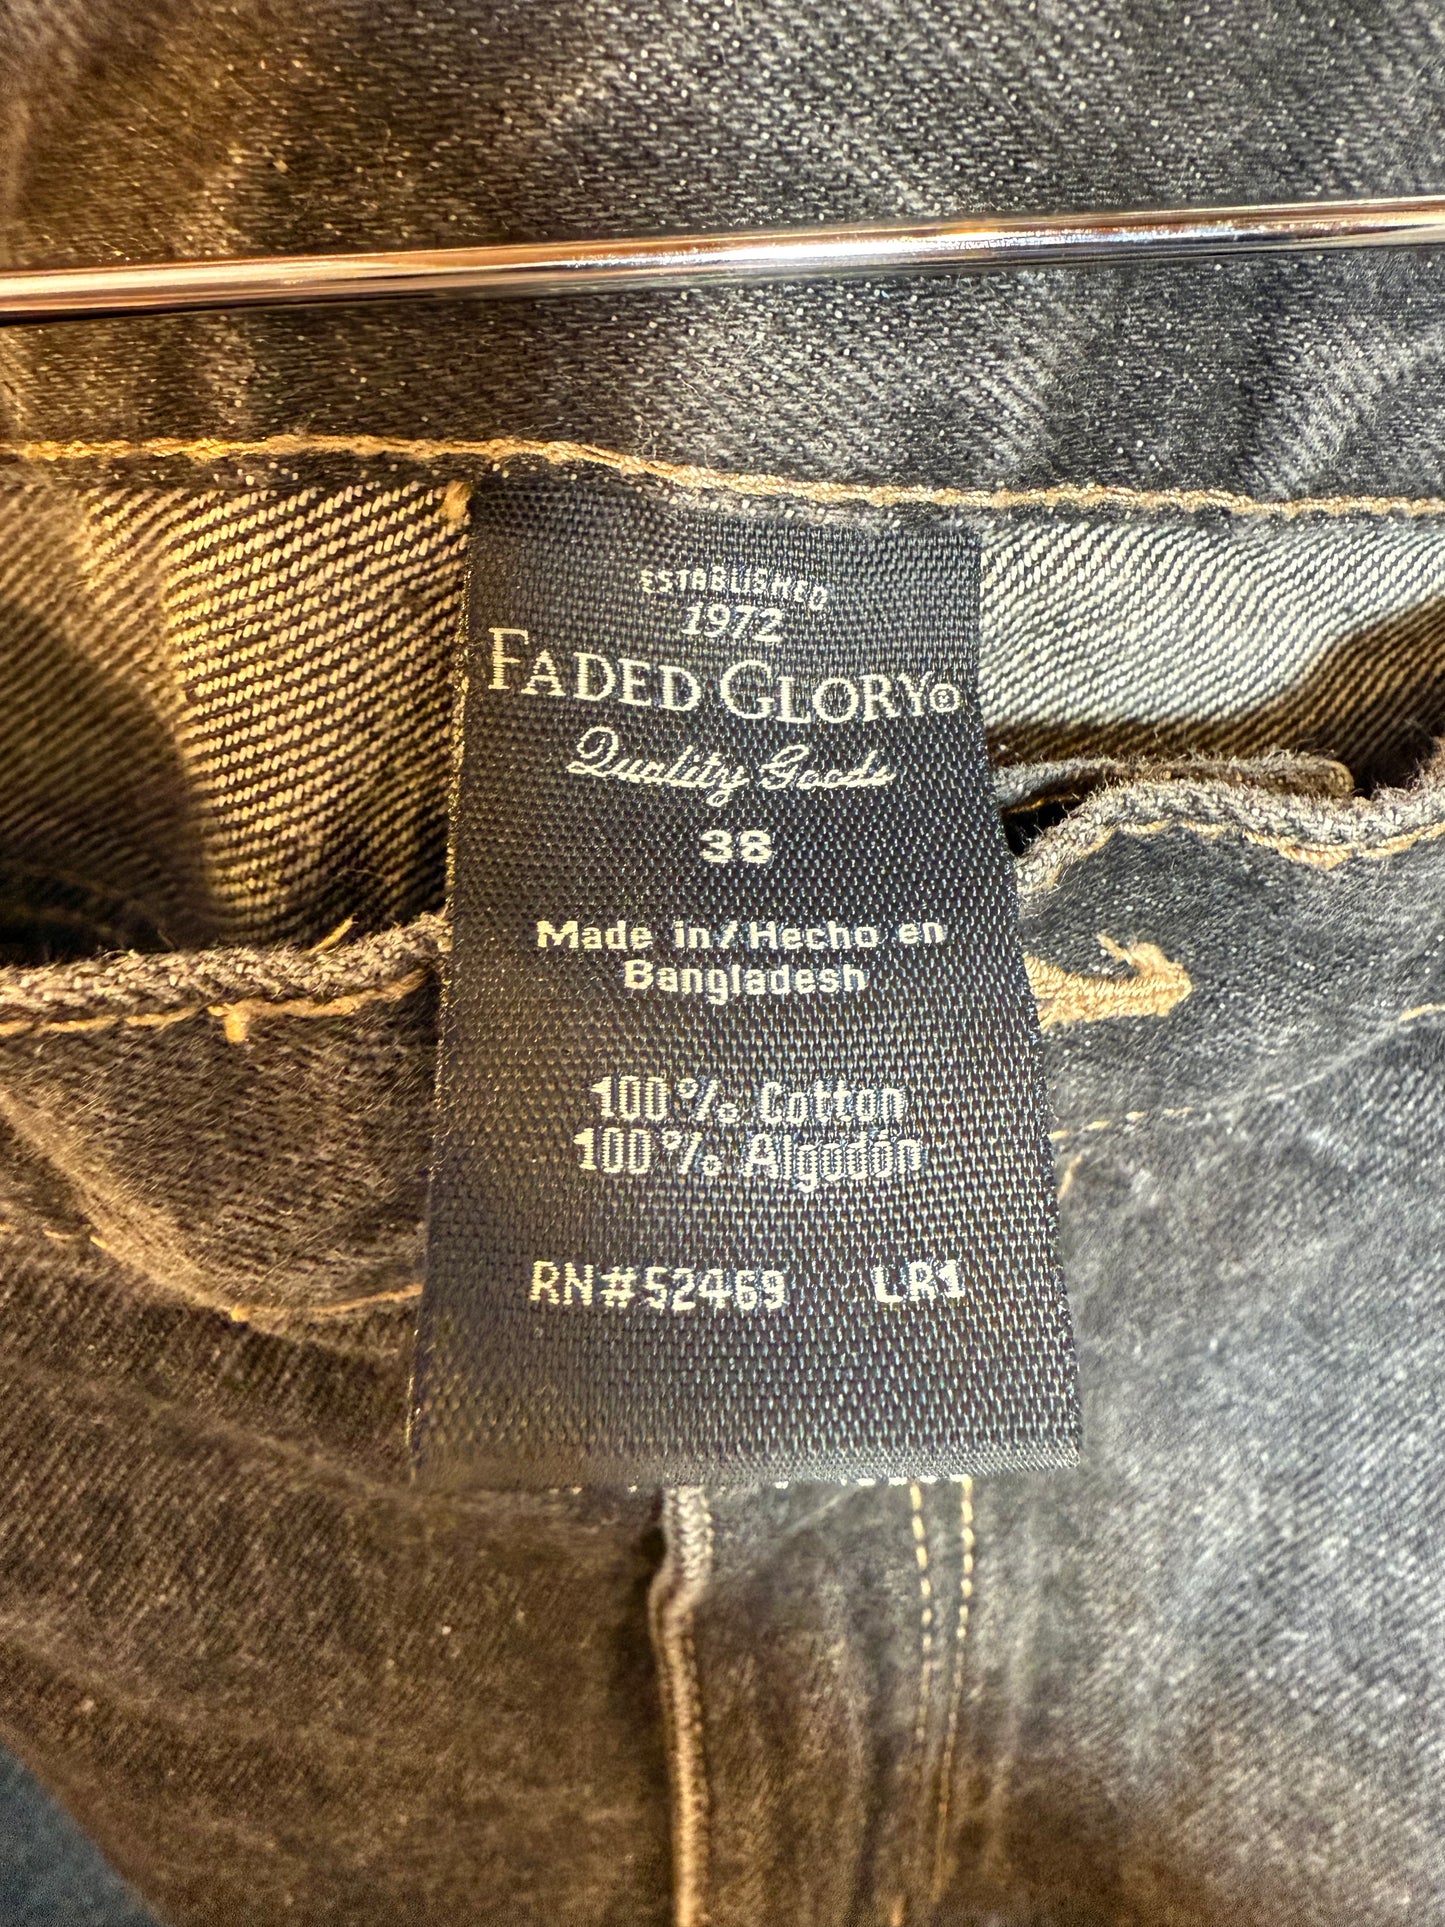 ESTABLISHED
1972
FADED GLORY®
Quality Goods
38
Made in/Hecho en
Bangladesh
100% Cotton
100% Algodón
RN#52469 LR1